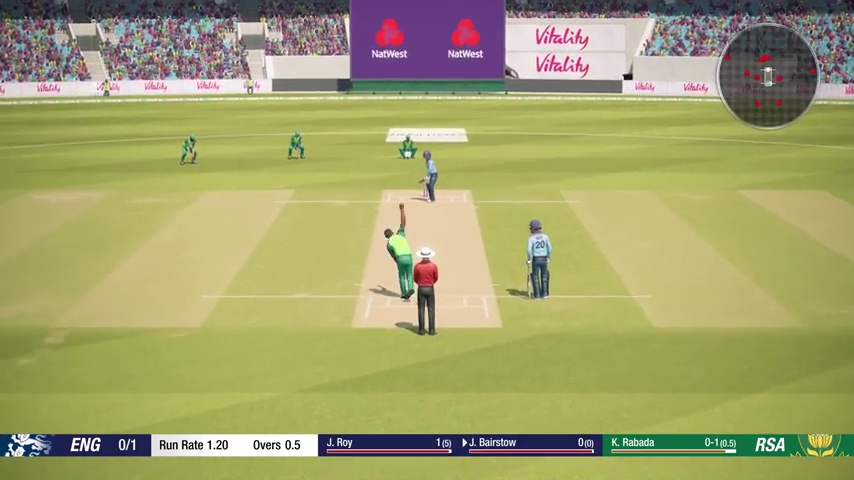 NatWest NatWest
Vitality
Vitality
Vitality Vitality Vitality Vitality Vitality
20
ENG 0/1 Run Rate 1.20 Overs 0.5 J. Roy 1(5) J. Bairstow 0(0) K. Rabada 0-1(0.5) RSA